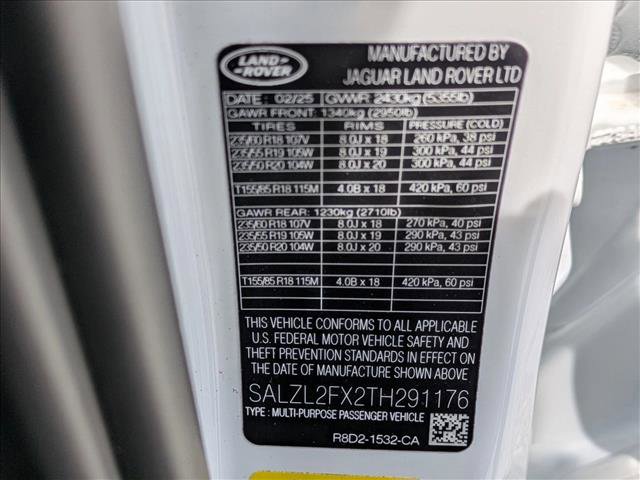 LAND-
ROVER
MANUFACTURED BY
JAGUAR LAND ROVER LTD
DATE: 02/25 GVWR 2430kg (5355lb)
GAWR FRONT: 1340kg (2950lb)
TIRES RIMS PRESSURE (COLD)
235/60 R18 107V 8.0J x 18 260 kPa, 38 psi
235/55 R19 105W 8.0J x 19 300 kPa, 44 psi
235/50 R20 104W 8.0J x 20 300 kPa, 44 psi
T155/85 R18 115M 4.0B x 18 420 kPa, 60 psi
GAWR REAR: 1230kg (2710lb)
235/60 R18 107V 8.0J x 18 270 kPa, 40 psi
235/55 R19 105W 8.0J x 19 290 kPa, 43 psi
235/50 R20 104W 8.0J x 20 290 kPa, 43 psi
T155/85 R18 115M 4.0B x 18 420 kPa, 60 psi
THIS VEHICLE CONFORMS TO ALL APPLICABLE
U.S. FEDERAL MOTOR VEHICLE SAFETY AND
THEFT PREVENTION STANDARDS IN EFFECT ON
THE DATE OF MANUFACTURE SHOWN ABOVE
SALZL2FX2TH291176
TYPE : MULTI-PURPOSE PASSENGER VEHICLE
R8D2-1532-CA